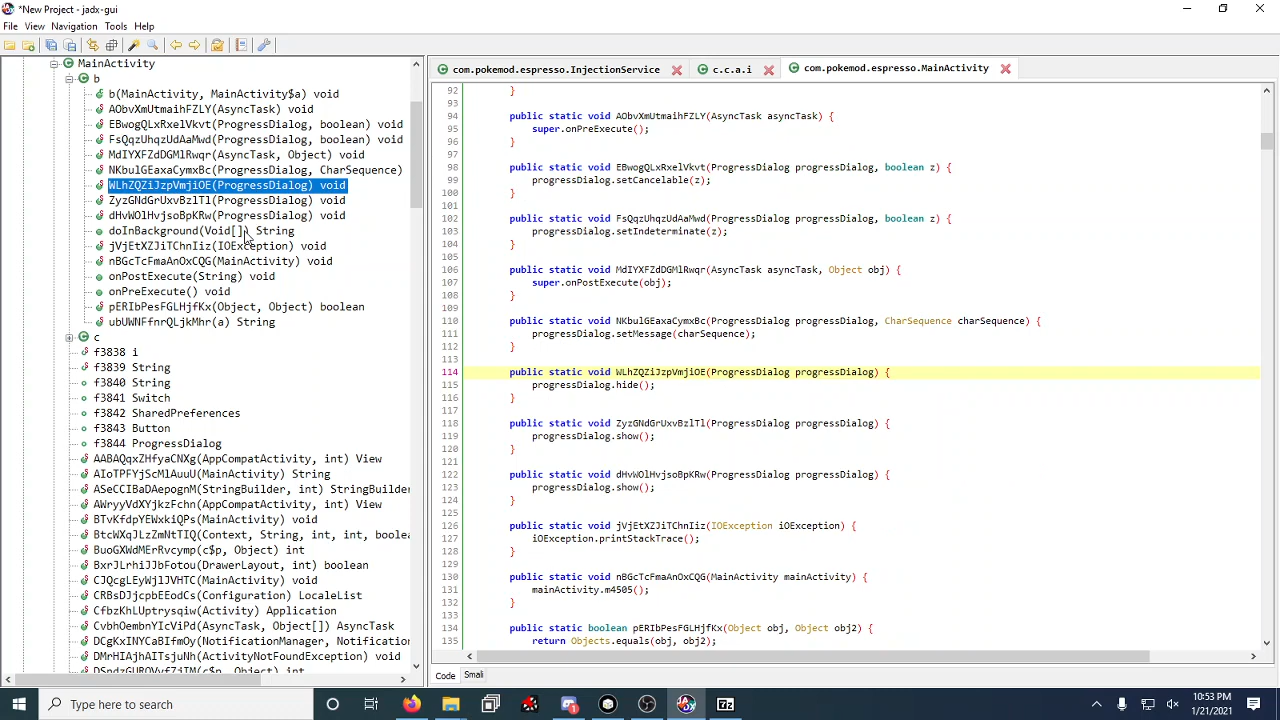 *New Project - jadx-gui
File View Navigation Tools Help
MainActivity
b
b(MainActivity, MainActivity$a) void
AObvXmUtmaihFZLY(AsyncTask) void
EBwogQLxRxelVkvt(ProgressDialog, boolean) void
FsQqzUhqzUdAaMwd(ProgressDialog, boolean) void
MdIYXFZdDGMlRwqr(AsyncTask, Object) void
NKbulGEaxaCymxBc(ProgressDialog, CharSequence)
WLhZQZiJzpVmjiOE(ProgressDialog) void
ZyzGNdGrUxvBzlTl(ProgressDialog) void
dHvWOlHvjsoBpKRw(ProgressDialog) void
doInBackground(Void[]) String
jVjEtXZJiTChnIiz(IOException) void
nBGcTcFmaAnOxCQG(MainActivity) void
onPostExecute(String) void
onPreExecute() void
pERIbPesFGLHjfKx(Object, Object) boolean
ubUWNFfnrQLjkMhr(a) String
c
f3838 i
f3839 String
f3840 String
f3841 Switch
f3842 SharedPreferences
f3843 Button
f3844 ProgressDialog
AABAQqxZHfyaCNXg(AppCompatActivity, int) View
AIoTPFYjScMlAuuU(MainActivity) String
ASeCCIBaDAepognM(StringBuilder, int) StringBuilder
AWryyVdXYjkzFchn(AppCompatActivity, int) View
BTvKfdpYEWxkiQPs(MainActivity) void
BtcWXqJLzZmNtTIQ(Context, String, int, int, boole
BuoGXWdMErRvcymp(c$p, Object) int
BxrJLrhiJJbFotou(DrawerLayout, int) boolean
CJQcgLEyWjlJVHTC(MainActivity) void
CRBsDJjcpbEEodCs(Configuration) LocaleList
CfbzKhLUptrysqiw(Activity) Application
CvbhOembnYIcViPd(AsyncTask, Object[]) AsyncTask
DCgKxINYCaBIfmOy(NotificationManager, Notification
DMrHIAjhAITsjuNh(ActivityNotFoundException) void
com.pokemod.espresso.InjectionService
c.c.a.i
com.pokemod.espresso.MainActivity
92 }
93
94 public static void AObvXmUtmaihFZLY(AsyncTask asyncTask) {
95 super.onPreExecute();
96 }
97
98 public static void EBwogQLxRxelVkvt(ProgressDialog progressDialog, boolean z) {
99 progressDialog.setCancelable(z);
100 }
101
102 public static void FsQqzUhqzUdAaMwd(ProgressDialog progressDialog, boolean z) {
103 progressDialog.setIndeterminate(z);
104 }
105
106 public static void MdIYXFZdDGMlRwqr(AsyncTask asyncTask, Object obj) {
107 super.onPostExecute(obj);
108 }
109
110 public static void NKbulGEaxaCymxBc(ProgressDialog progressDialog, CharSequence charSequence) {
111 progressDialog.setMessage(charSequence);
112 }
113
114 public static void WLhZQZiJzpVmjiOE(ProgressDialog progressDialog) {
115 progressDialog.hide();
116 }
117
118 public static void ZyzGNdGrUxvBzlTl(ProgressDialog progressDialog) {
119 progressDialog.show();
120 }
121
122 public static void dHvWOlHvjsoBpKRw(ProgressDialog progressDialog) {
123 progressDialog.show();
124 }
125
126 public static void jVjEtXZJiTChnIiz(IOException iOException) {
127 iOException.printStackTrace();
128 }
129
130 public static void nBGcTcFmaAnOxCQG(MainActivity mainActivity) {
131 mainActivity.m4505();
132 }
133
134 public static boolean pERIbPesFGLHjfKx(Object obj, Object obj2) {
135 return Objects.equals(obj, obj2);
Code Smali
Type here to search
10:53 PM
1/21/2021